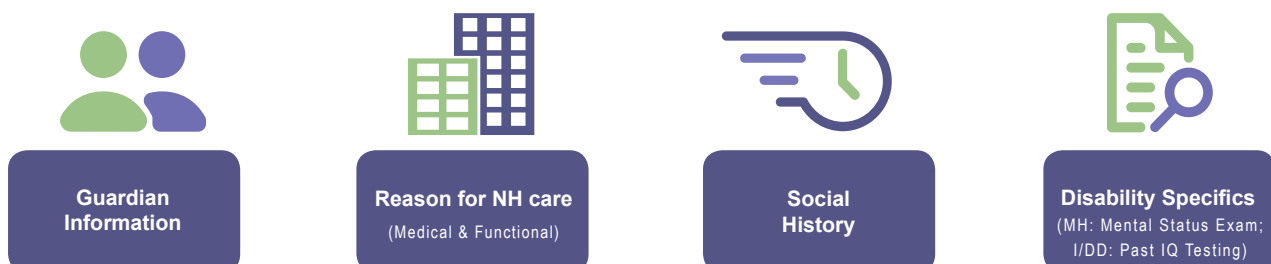 Guardian
Information
Reason for NH care
(Medical & Functional)
Social
History
Disability Specifics
(MH: Mental Status Exam;
I/DD: Past IQ Testing)